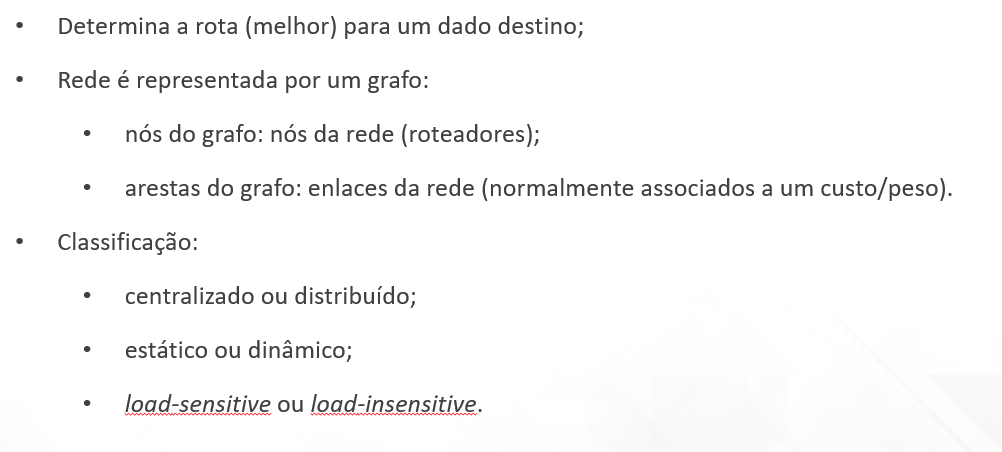 • Determina a rota (melhor) para um dado destino;
• Rede é representada por um grafo:
• nós do grafo: nós da rede (roteadores);
• arestas do grafo: enlaces da rede (normalmente associados a um custo/peso).
• Classificação:
• centralizado ou distribuído;
• estático ou dinâmico;
• load-sensitive ou load-insensitive.